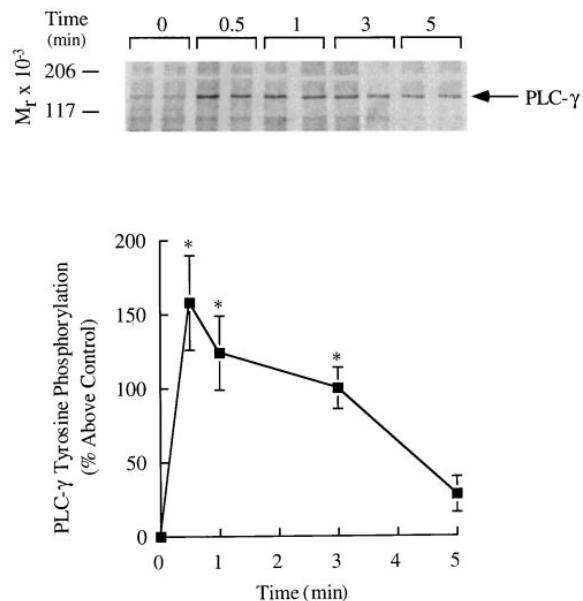 Time (min) 0 0.5 1 3 5
Mr x 10-3
206
117
PLC-γ
PLC-γ Tyrosine Phosphorylation
(% Above Control)
200
150
100
50
0
*
*
*
0 1 2 3 4 5
Time (min)